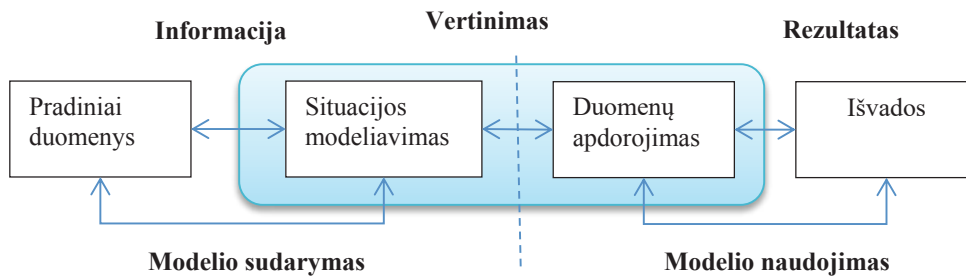 Informacija
Vertinimas
Rezultatas
Pradiniai
duomenys
Situacijos
modeliavimas
Duomenų
apdorojimas
Išvados
Modelio sudarymas
Modelio naudojimas